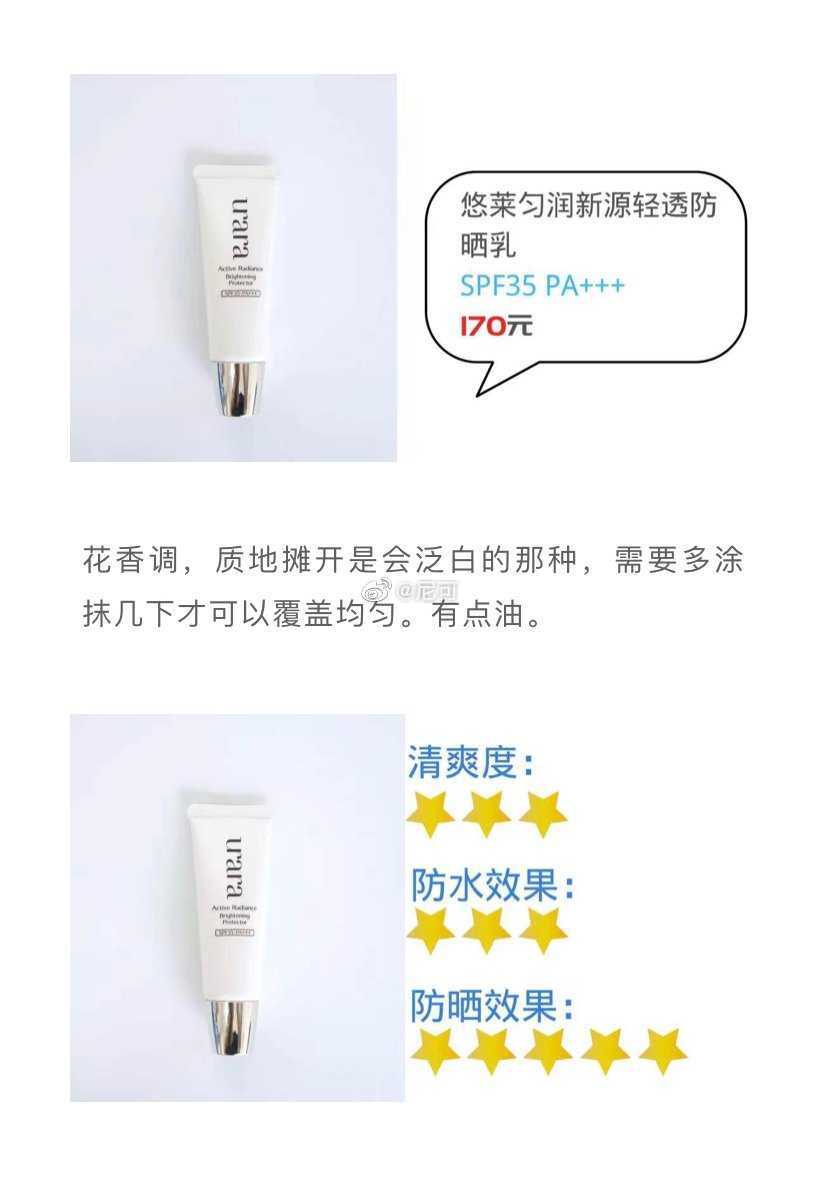 urara
Active Radiance
Brightening
Protector
悠莱匀润新源轻透防
晒乳
SPF35 PA+++
170元
花香调，质地摊开是会泛白的那种，需要多涂
@尼可
抹几下才可以覆盖均匀。有点油。
urara
Active Radiance
Brightening
Protector
清爽度：
防水效果：
防晒效果：